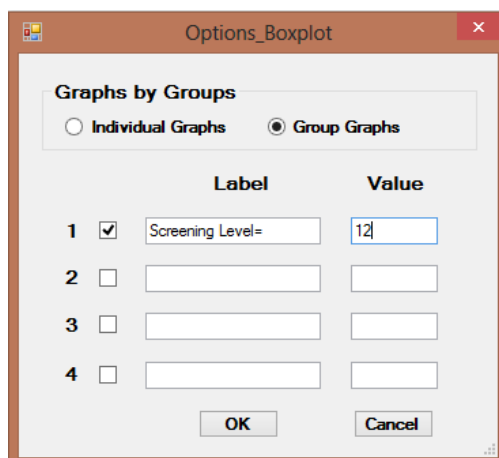 Options_Boxplot
Graphs by Groups
Individual Graphs Group Graphs
Label Value
1 Screening Level= 12
2
3
4
OK Cancel